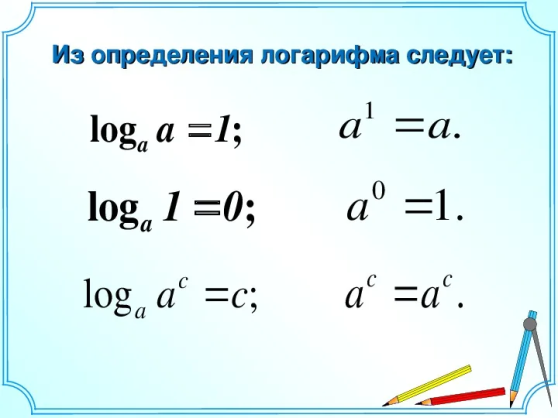 Из определения логарифма следует:
logₐ a = 1; a¹ = a.
logₐ 1 = 0; a⁰ = 1.
logₐ aᶜ = c; aᶜ = aᶜ.